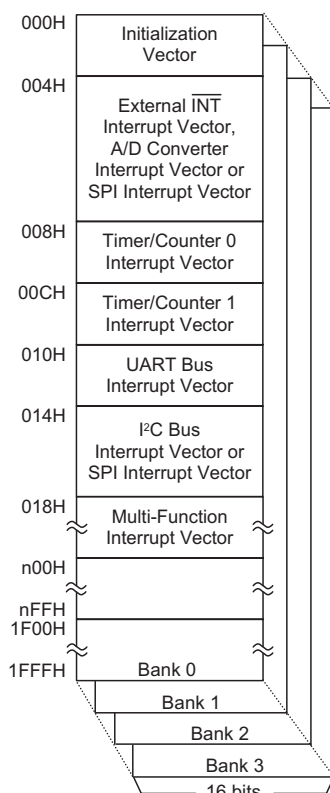 000H
Initialization
Vector
004H
External INT
Interrupt Vector,
A/D Converter
Interrupt Vector or
SPI Interrupt Vector
008H
Timer/Counter 0
Interrupt Vector
00CH
Timer/Counter 1
Interrupt Vector
010H
UART Bus
Interrupt Vector
014H
I²C Bus
Interrupt Vector or
SPI Interrupt Vector
018H
Multi-Function
Interrupt Vector
n00H
nFFH
1F00H
1FFFH
Bank 0
Bank 1
Bank 2
Bank 3
16 bits